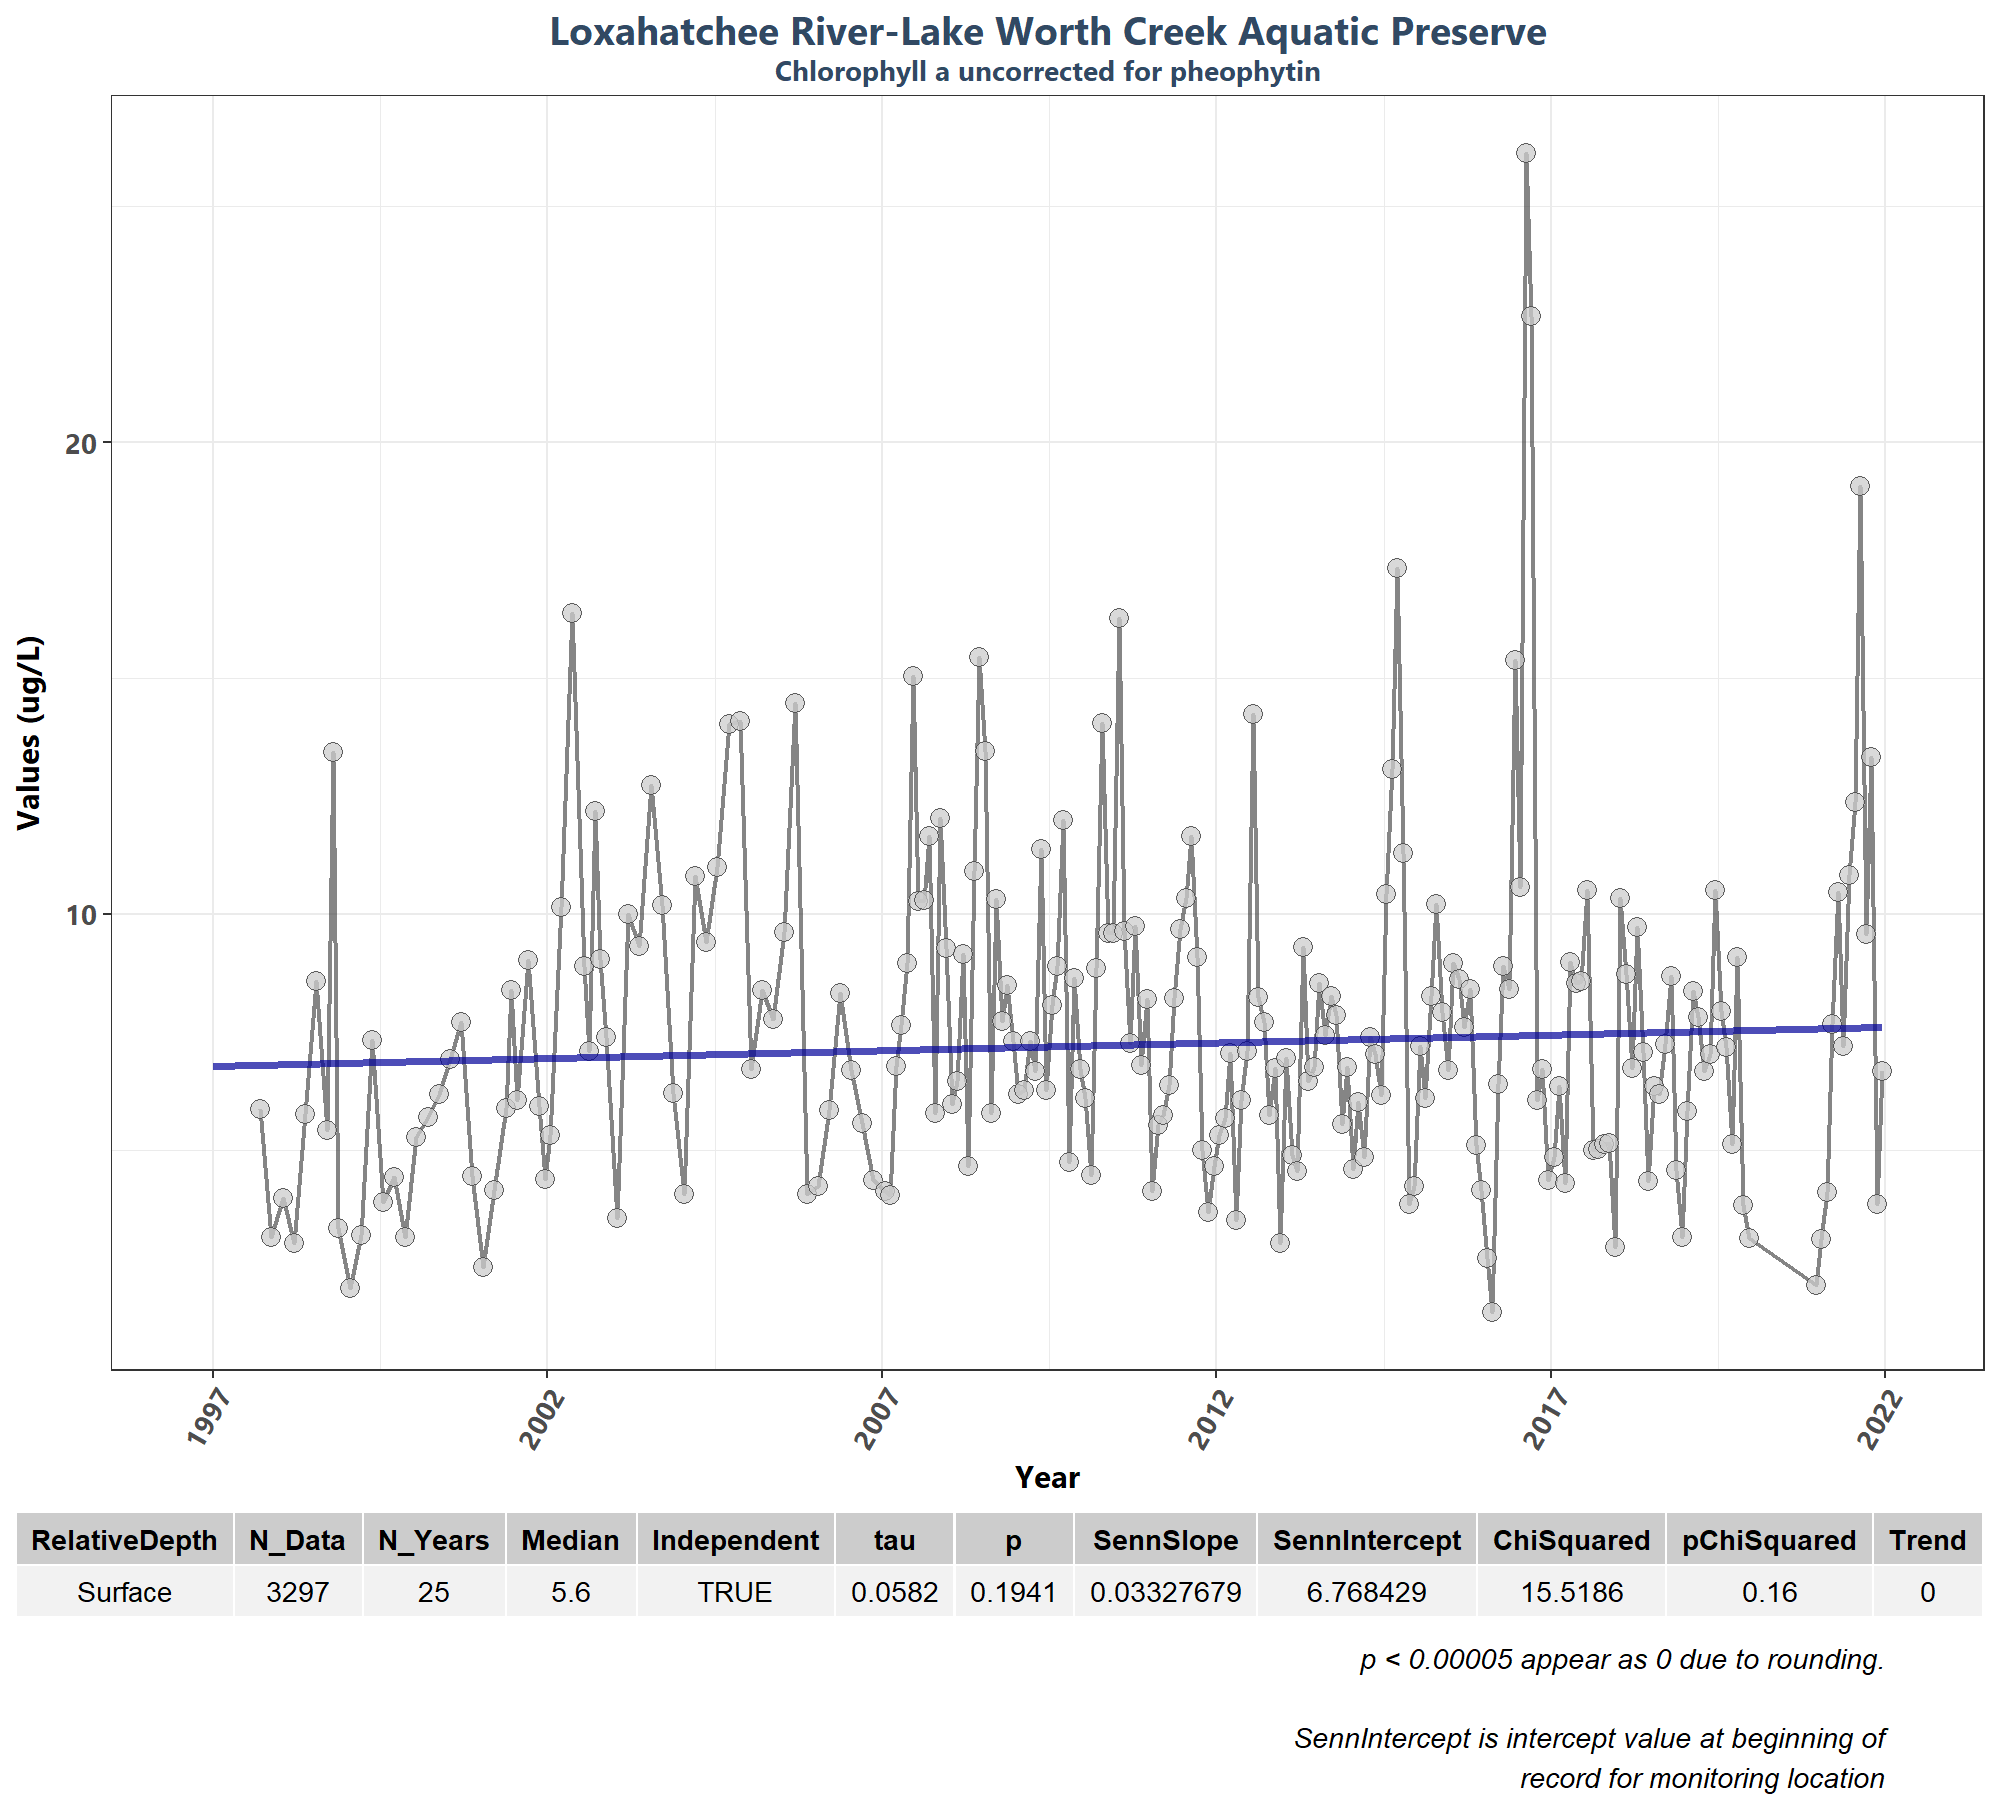 Loxahatchee River-Lake Worth Creek Aquatic Preserve
Chlorophyll a uncorrected for pheophytin
Values (ug/L)
20
10
1997 2002 2007 2012 2017 2022
Year
RelativeDepth N_Data N_Years Median Independent tau p SennSlope SennIntercept ChiSquared pChiSquared Trend
Surface 3297 25 5.6 TRUE 0.0582 0.1941 0.03327679 6.768429 15.5186 0.16 0
p < 0.00005 appear as 0 due to rounding.
SennIntercept is intercept value at beginning of
record for monitoring location